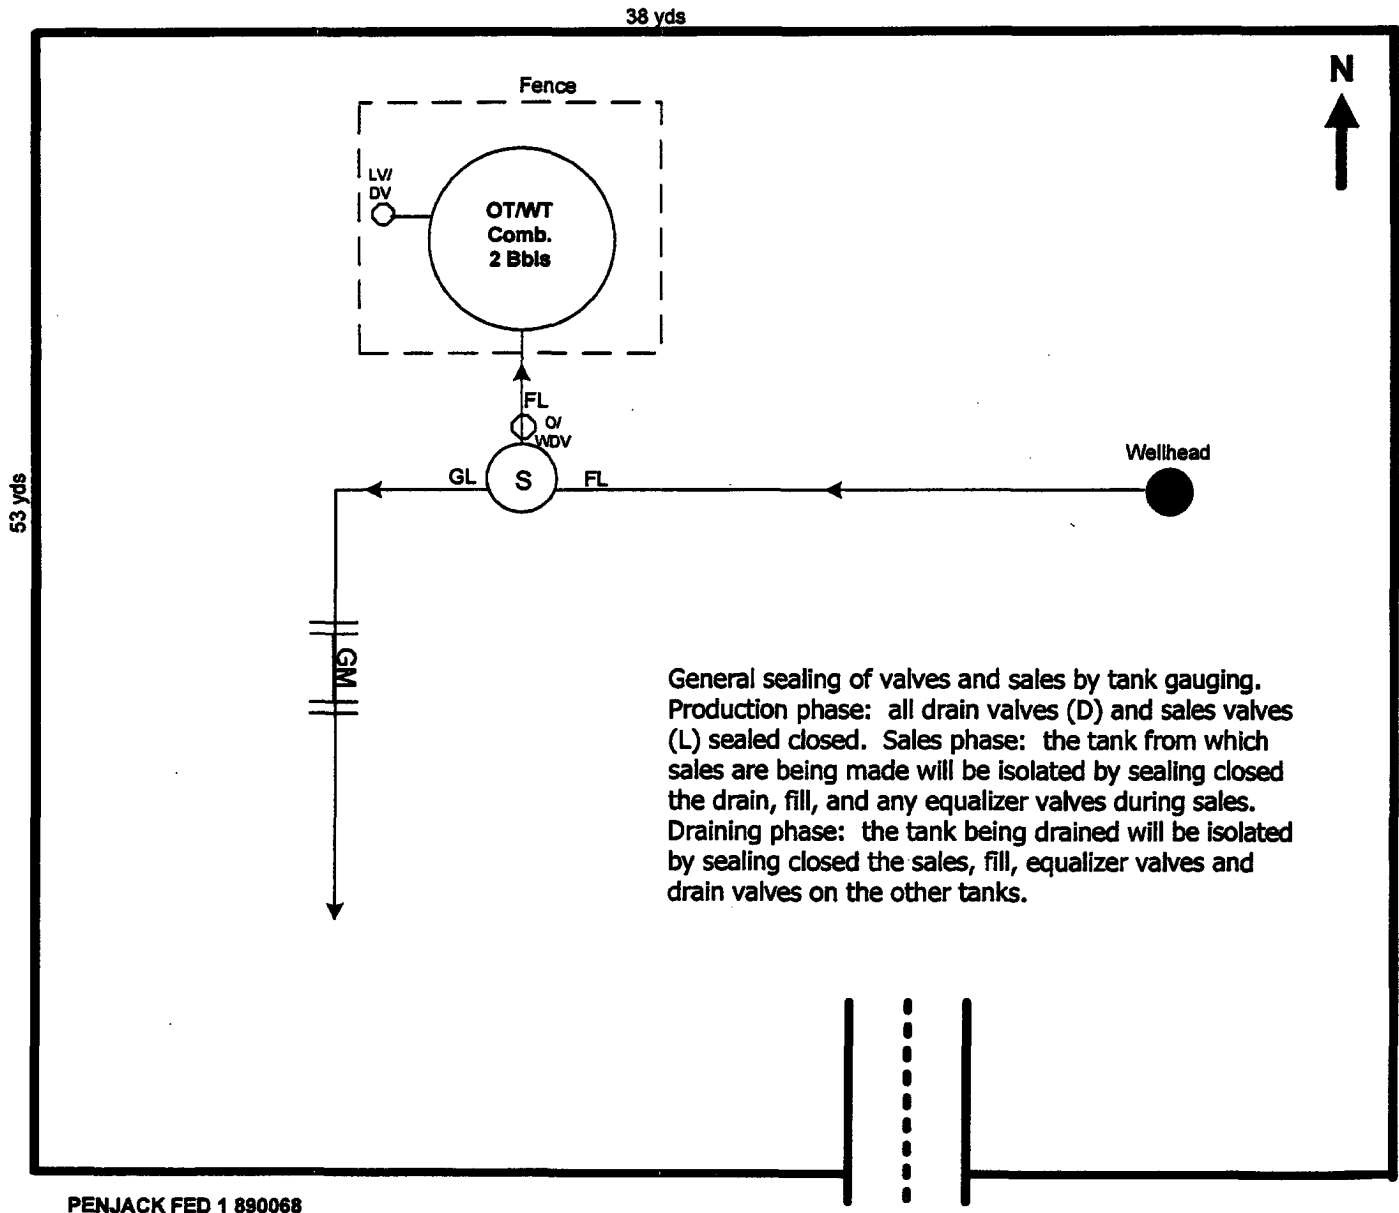 38 yds
N
Fence
LV/
DV
OT/WT
Comb.
2 Bbls
FL
O/
WDV
GL
S
FL
Wellhead
53 yds
GM
General sealing of valves and sales by tank gauging.
Production phase: all drain valves (D) and sales valves
(L) sealed closed. Sales phase: the tank from which
sales are being made will be isolated by sealing closed
the drain, fill, and any equalizer valves during sales.
Draining phase: the tank being drained will be isolated
by sealing closed the sales, fill, equalizer valves and
drain valves on the other tanks.
PENJACK FED 1 890068